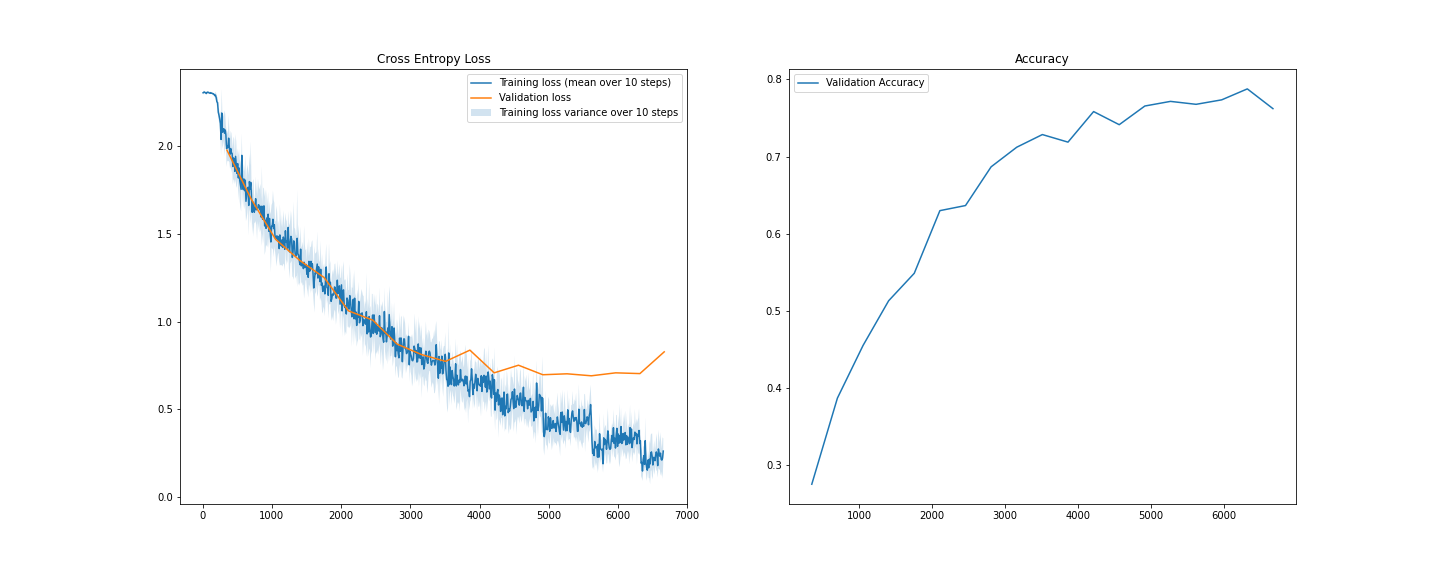 Cross Entropy Loss
Training loss (mean over 10 steps)
Validation loss
Training loss variance over 10 steps
2.0
1.5
1.0
0.5
0.0
0 1000 2000 3000 4000 5000 6000 7000
Accuracy
Validation Accuracy
0.8
0.7
0.6
0.5
0.4
0.3
1000 2000 3000 4000 5000 6000